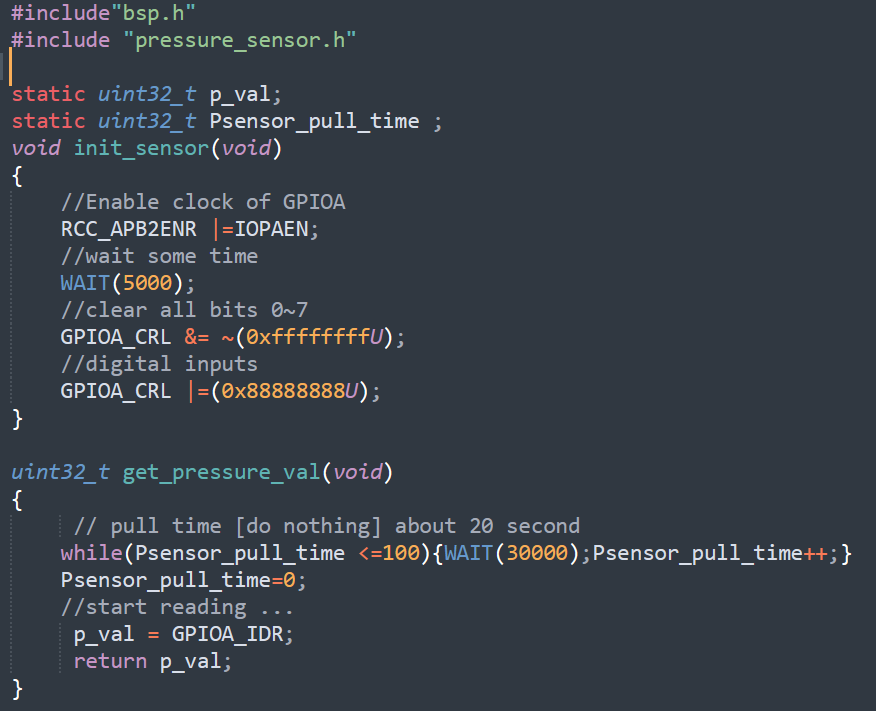 #include"bsp.h"
#include "pressure_sensor.h"
static uint32_t p_val;
static uint32_t Psensor_pull_time ;
void init_sensor(void)
{
//Enable clock of GPIOA
RCC_APB2ENR |=IOPAEN;
//wait some time
WAIT(5000);
//clear all bits 0~7
GPIOA_CRL &= ~(0xffffffffU);
//digital inputs
GPIOA_CRL |=(0x88888888U);
}
uint32_t get_pressure_val(void)
{
// pull time [do nothing] about 20 second
while(Psensor_pull_time <=100){WAIT(30000);Psensor_pull_time++;}
Psensor_pull_time=0;
//start reading ...
p_val = GPIOA_IDR;
return p_val;
}